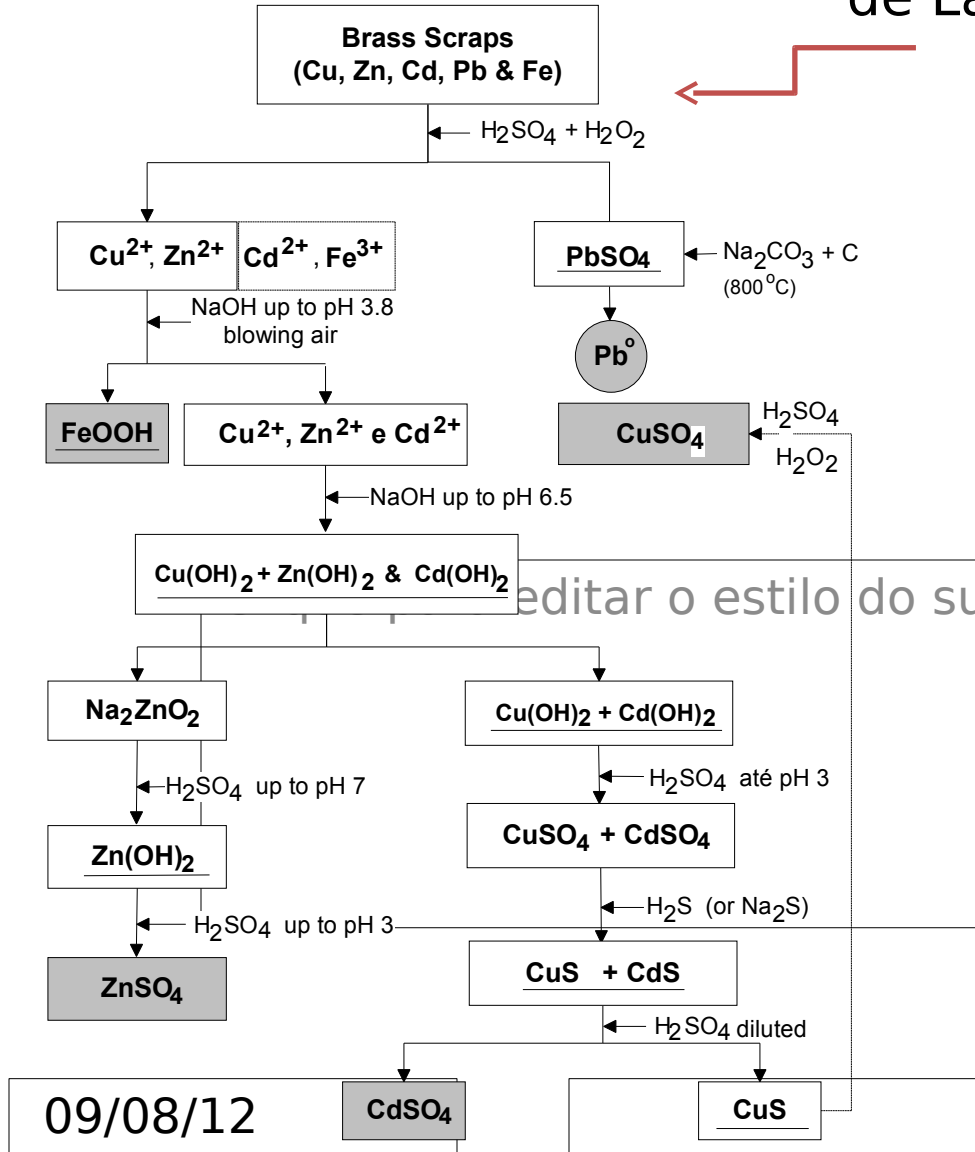 de La
Brass Scraps
(Cu, Zn, Cd, Pb & Fe)
H2SO4 + H2O2
Cu2+, Zn2+ Cd2+, Fe3+
PbSO4
Na2CO3 + C
(800 oC)
NaOH up to pH 3.8
blowing air
Pbo
FeOOH
Cu2+, Zn2+ e Cd2+
CuSO4
H2SO4
H2O2
NaOH up to pH 6.5
Cu(OH)2 + Zn(OH)2 & Cd(OH)2
editar o estilo do su
Na2ZnO2
Cu(OH)2 + Cd(OH)2
H2SO4 up to pH 7
H2SO4 até pH 3
Zn(OH)2
CuSO4 + CdSO4
H2SO4 up to pH 3
H2S (or Na2S)
ZnSO4
CuS + CdS
H2SO4 diluted
09/08/12
CdSO4
CuS